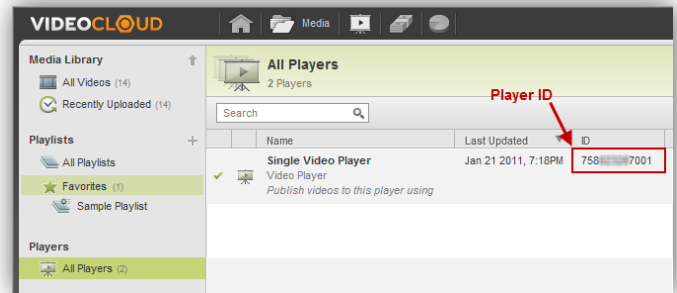 VIDEOCLOUD
Media
Media Library
All Videos (14)
Recently Uploaded (14)
Playlists
All Playlists
Favorites (1)
Sample Playlist
Players
All Players (2)
All Players
2 Players
Player ID
Search
Name Last Updated ID
Single Video Player Jan 21 2011, 7:18PM 758 7001
Video Player
Publish videos to this player using